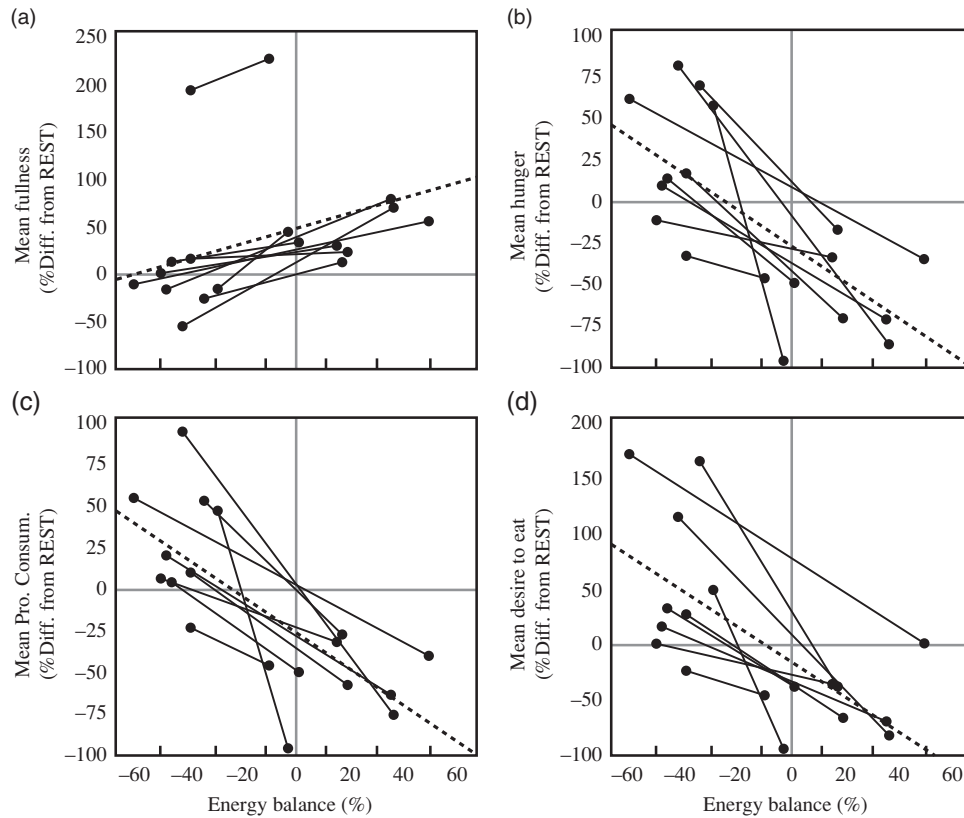 (a)
250
200
150
100
50
0
−50
−100
Mean fullness
(%Diff. from REST)
(b)
100
75
50
25
0
−25
−50
−75
−100
Mean hunger
(%Diff. from REST)
(c)
100
75
50
25
0
−25
−50
−75
−100
Mean Pro. Consum.
(%Diff. from REST)
−60 −40 −20 0 20 40 60
Energy balance (%)
(d)
200
150
100
50
0
−50
−100
Mean desire to eat
(%Diff. from REST)
−60 −40 −20 0 20 40 60
Energy balance (%)